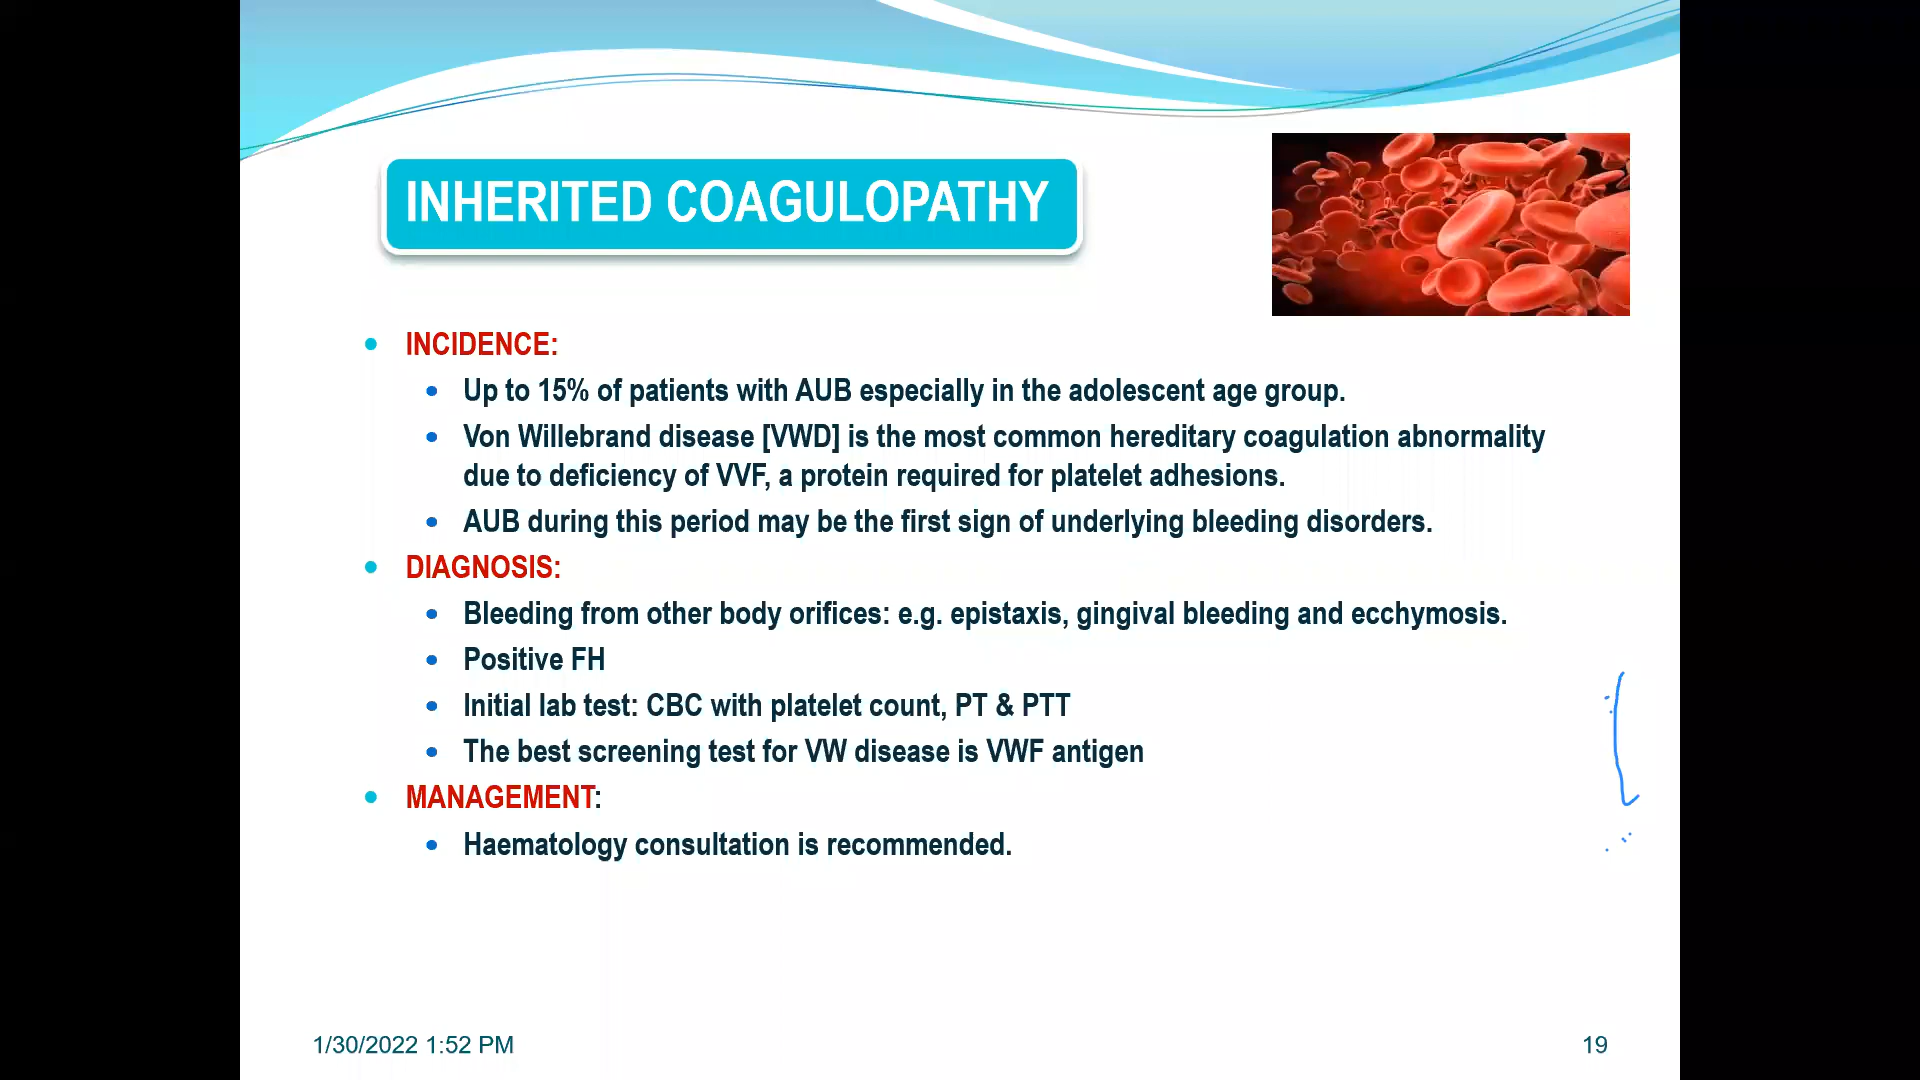 INHERITED COAGULOPATHY
INCIDENCE:
Up to 15% of patients with AUB especially in the adolescent age group.
Von Willebrand disease [VWD] is the most common hereditary coagulation abnormality
due to deficiency of VVF, a protein required for platelet adhesions.
AUB during this period may be the first sign of underlying bleeding disorders.
DIAGNOSIS:
Bleeding from other body orifices: e.g. epistaxis, gingival bleeding and ecchymosis.
Positive FH
Initial lab test: CBC with platelet count, PT & PTT
The best screening test for VW disease is VWF antigen
MANAGEMENT:
Haematology consultation is recommended.
1/30/2022 1:52 PM
19